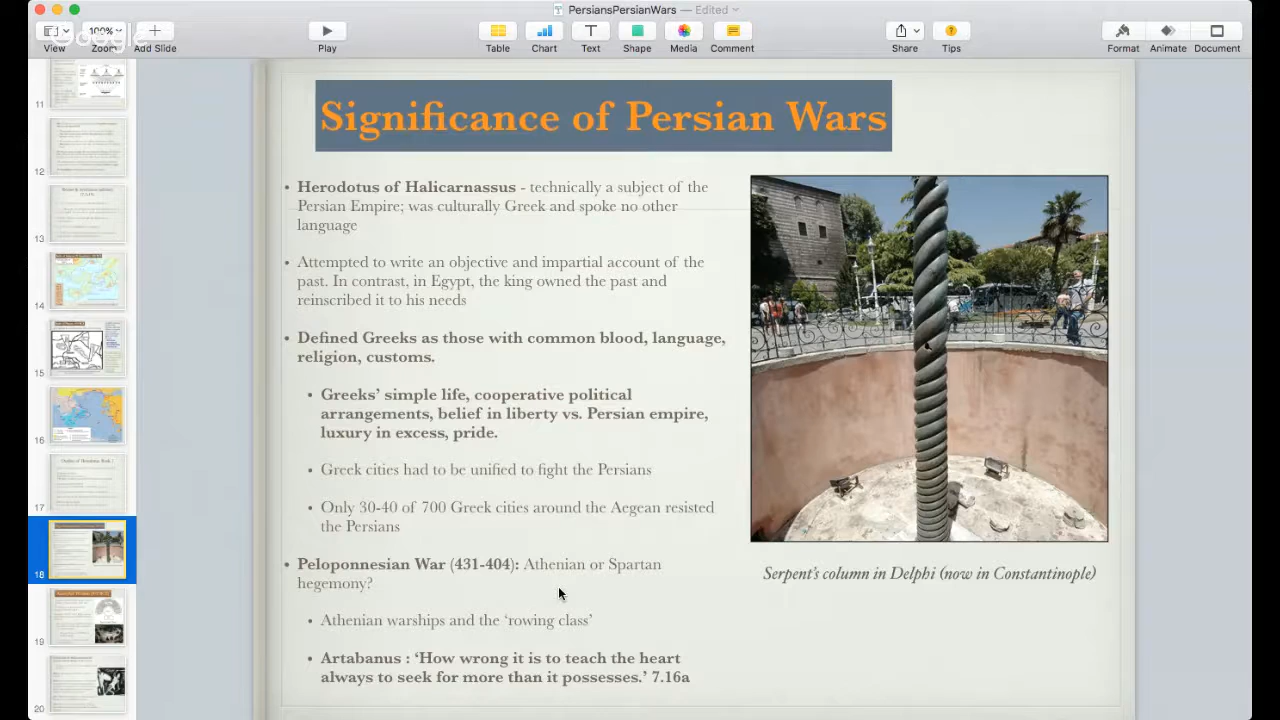 PersiansPersianWars — Edited
100%
View
Zoom
Add Slide
Play
Table
Chart
Text
Shape
Media
Comment
Share
Tips
Format
Animate
Document
Significance of Persian Wars
• Herodotus of Halicarnassus - technically a subject of the
Persian Empire; was culturally Greek and spoke no other
language
• Attempted to write an objective and impartial account of the
past. In contrast, in Egypt, the king owned the past and
reinscribed it to his needs
• Defined Greeks as those with common blood, language,
religion, customs.
• Greeks' simple life, cooperative political
arrangements, belief in liberty vs. Persian empire,
luxury in excess, pride.
• Greek cities had to be unified to fight the Persians
• Only 30-40 of 700 Greek cities around the Aegean resisted
the Persians
• Peloponnesian War (431-404): Athenian or Spartan
hegemony?
• Athenian warships and the rowing class
• Artabanus : ‘How wrong it is to teach the heart
always to seek for more than it possesses.’ 7.16a
Serpent's column in Delphi (now in Constantinople)
11
12
13
14
15
16
17
18
19
20